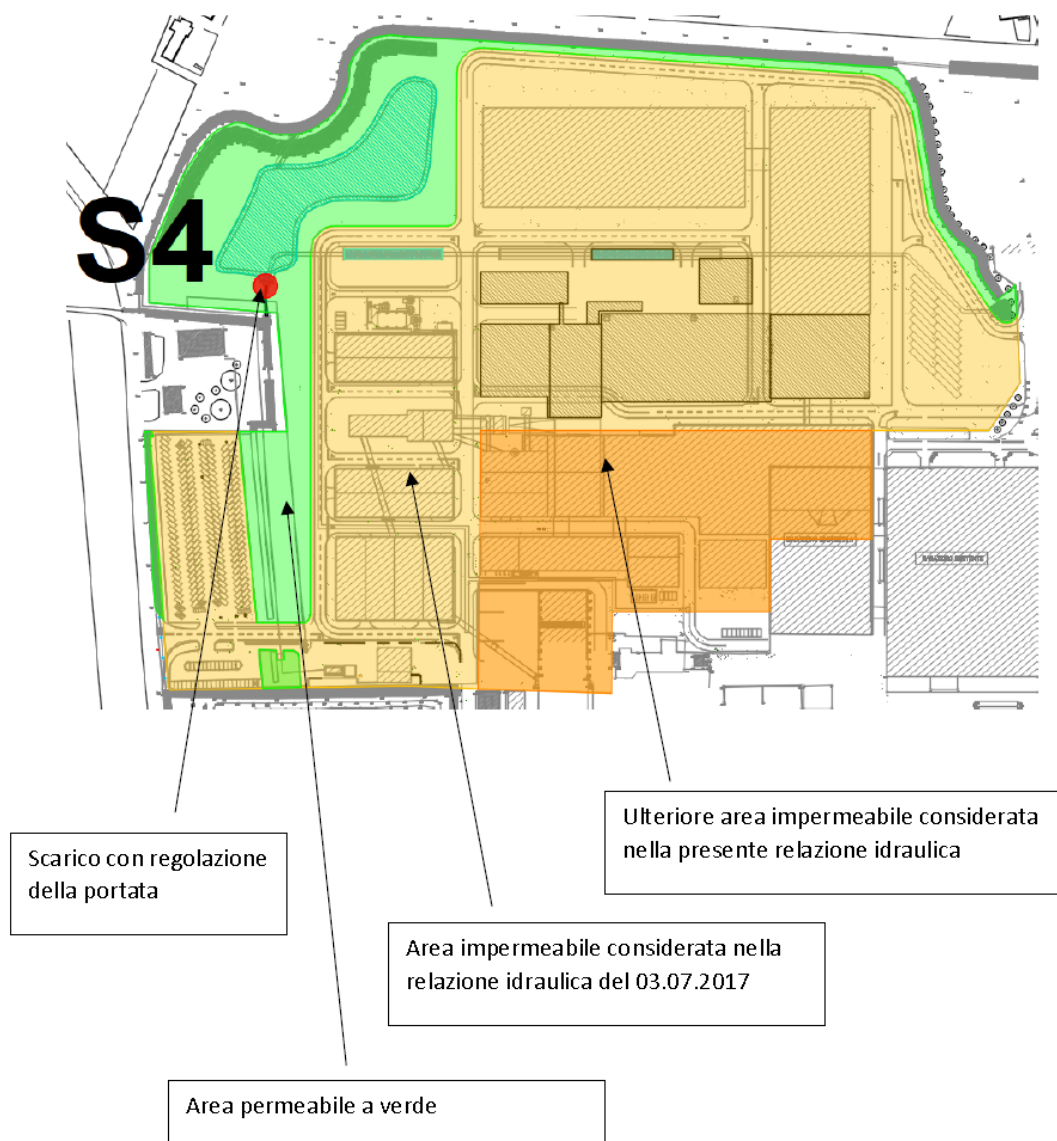 S4
Ulteriore area impermeabile considerata
nella presente relazione idraulica
Scarico con regolazione
della portata
Area impermeabile considerata nella
relazione idraulica del 03.07.2017
Area permeabile a verde